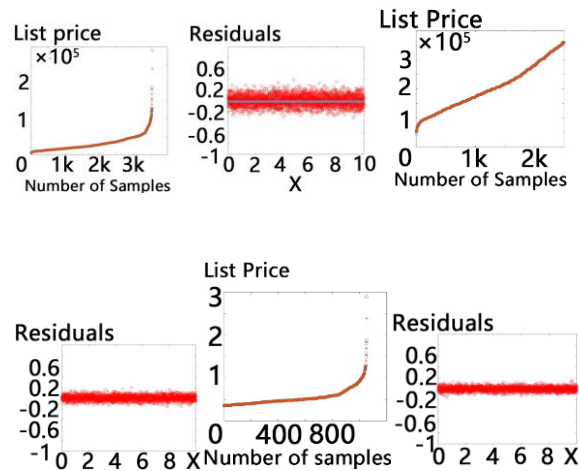 List price
×10⁵
2
1
1k 2k 3k
Number of Samples
Residuals
0.6
0.2
-0.2
-0.6
-1
0 2 4 6 8 10
X
List Price
×10⁵
3
2
1
0
0 1k 2k
Number of Samples
Residuals
0.6
0.2
-0.2
-0.6
-1
0 2 4 6 8 X
List Price
3
2
1
0 400 800
Number of samples
Residuals
0.6
0.2
-0.2
-0.6
-1
0 2 4 6 8 X